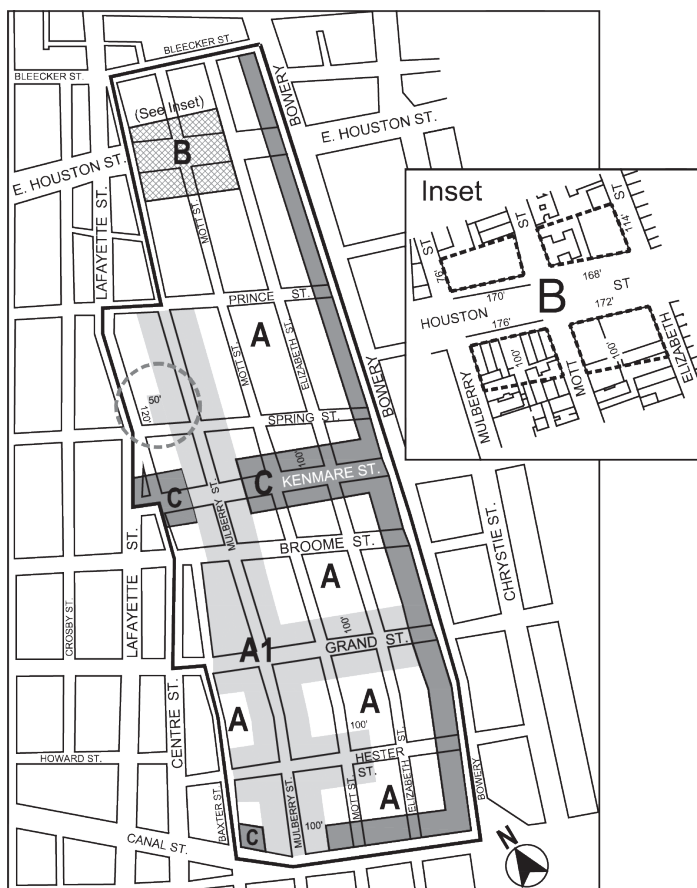 BLEECKER ST.
BLEECKER ST.
BOWERY
(See Inset)
E. HOUSTON ST.
E. HOUSTON ST.
B
LAFAYETTE ST.
MOTT ST.
Inset
ST
ST
ST
114'
76'
170'
168'
B
ST
HOUSTON
176'
172'
100'
100'
MULBERRY
MOTT
ELIZABETH
PRINCE ST.
A
MOTT ST.
ELIZABETH ST.
BOWERY
50'
120'
SPRING ST.
100'
C
C
KENMARE ST.
MULBERRY ST.
BROOME ST.
CROSBY ST.
LAFAYETTE ST.
CHRYSTIE ST.
A
100'
A1
GRAND ST.
A
A
100'
CENTRE ST.
HOWARD ST.
HESTER ST.
MULBERRY ST.
MOTT ST.
ELIZABETH ST.
A
BOWERY
BAXTER ST.
C
100'
CANAL ST.
N